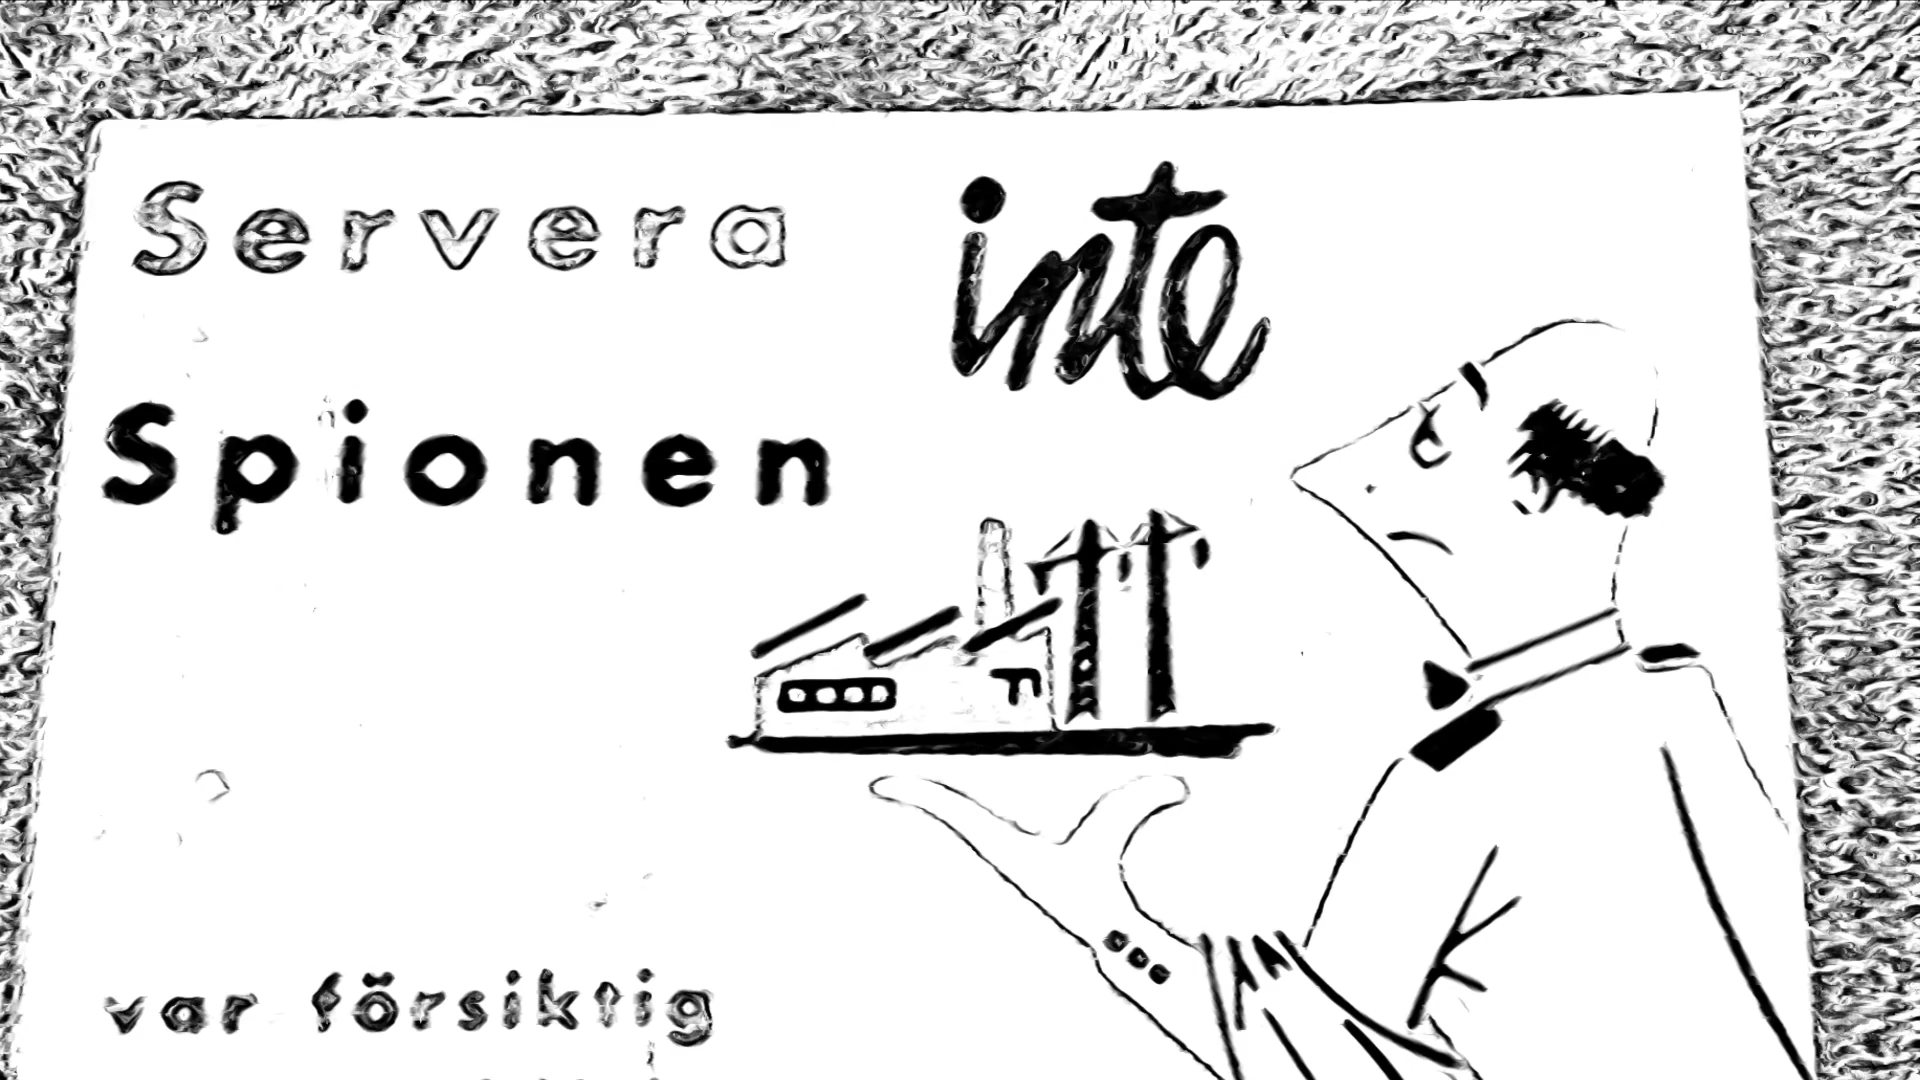 Servera inte
Spionen
var försiktig